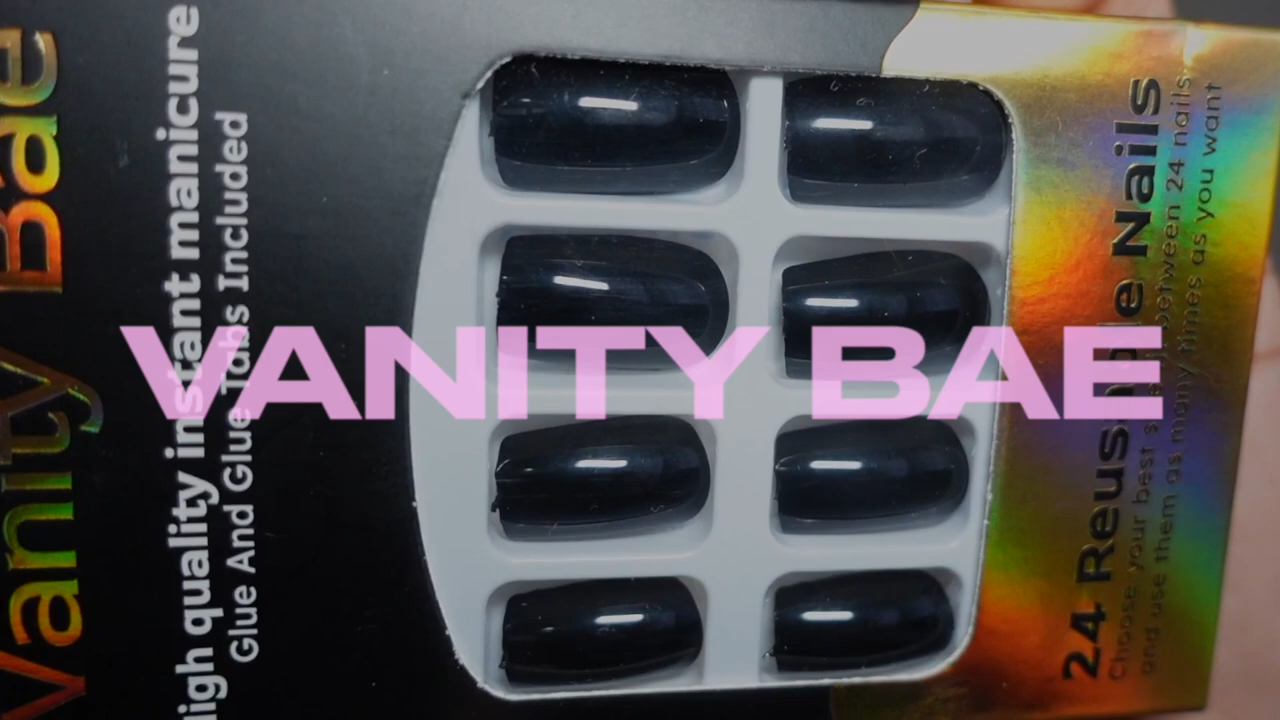 Vanity Bae
High quality instant manicure
Glue And Glue Tabs Included
VANITY BAE
24 Reusable Nails
Choose your best size between 24 nails
and use them as many times as you want